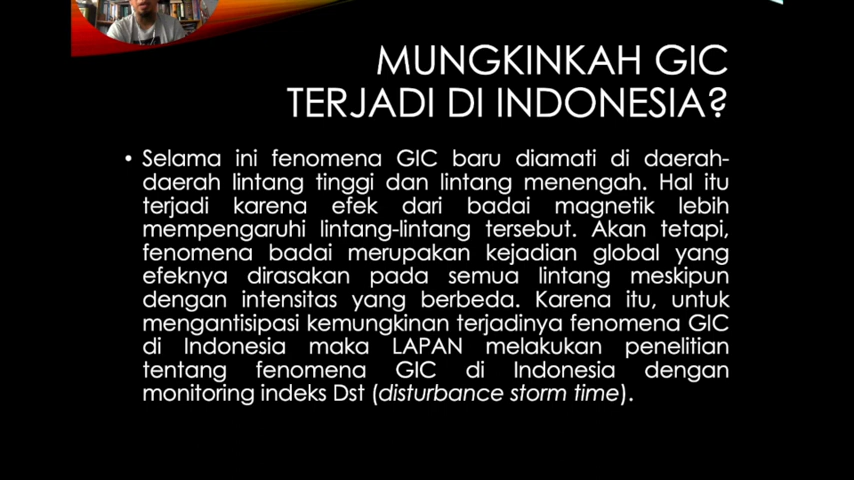 MUNGKINKAH GIC
TERJADI DI INDONESIA?
• Selama ini fenomena GIC baru diamati di daerah-
daerah lintang tinggi dan lintang menengah. Hal itu
terjadi karena efek dari badai magnetik lebih
mempengaruhi lintang-lintang tersebut. Akan tetapi,
fenomena badai merupakan kejadian global yang
efeknya dirasakan pada semua lintang meskipun
dengan intensitas yang berbeda. Karena itu, untuk
mengantisipasi kemungkinan terjadinya fenomena GIC
di Indonesia maka LAPAN melakukan penelitian
tentang fenomena GIC di Indonesia dengan
monitoring indeks Dst (disturbance storm time).